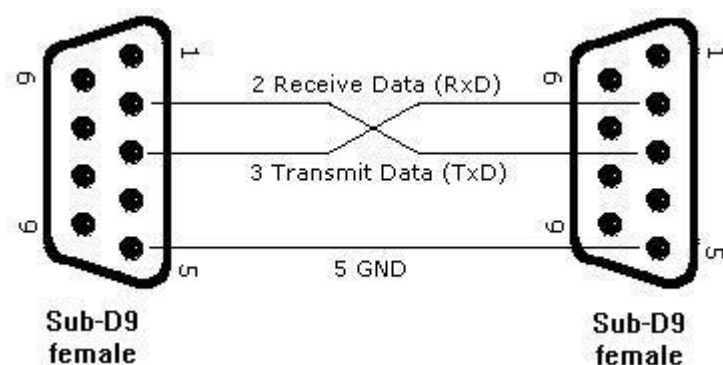 1
1
6
2 Receive Data (RxD)
6
3 Transmit Data (TxD)
9
9
5
5 GND
5
Sub-D9
female
Sub-D9
female